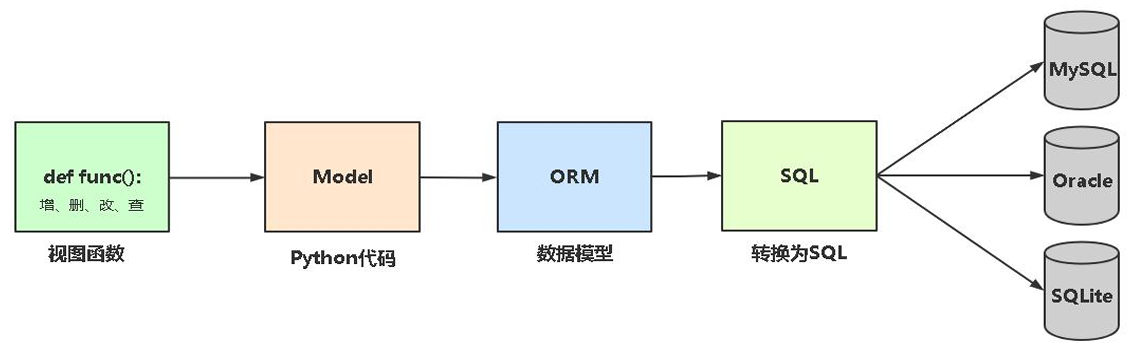 def func():
增、删、改、查
视图函数
Model
Python代码
ORM
数据模型
SQL
转换为SQL
MySQL
Oracle
SQLite